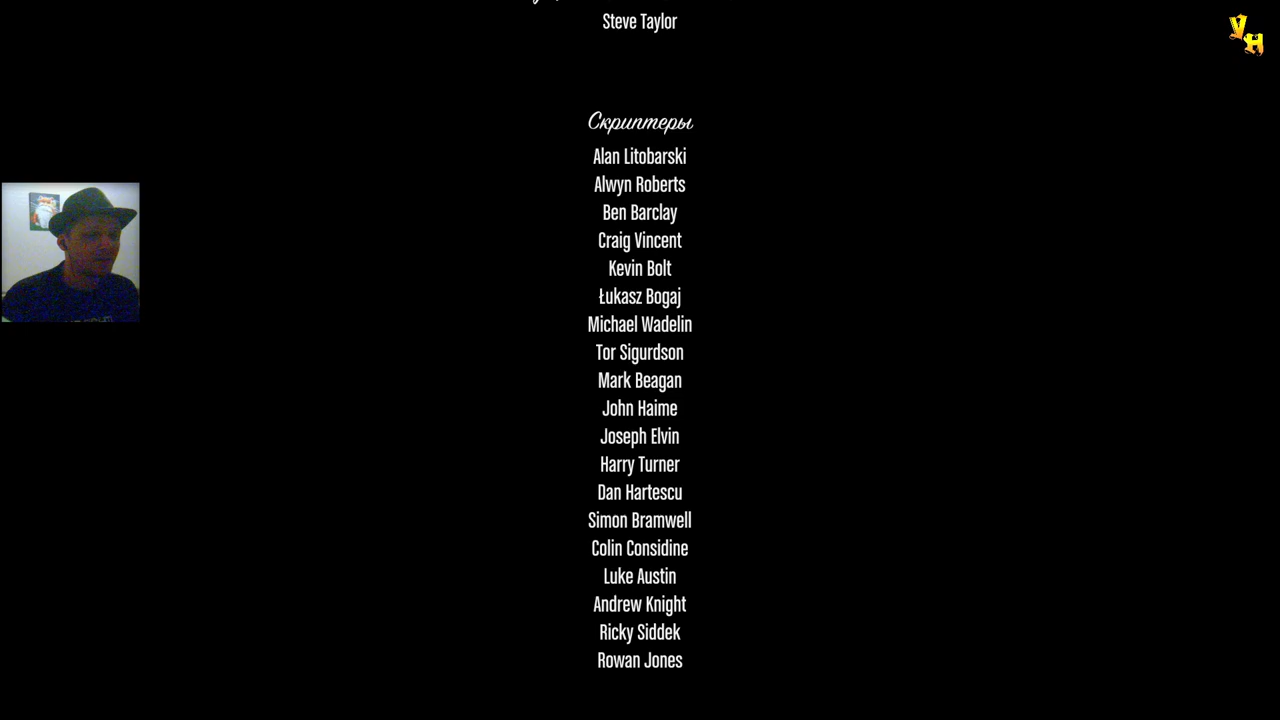 Steve Taylor
VH
Скриптеры
Alan Litobarski
Alwyn Roberts
Ben Barclay
Craig Vincent
Kevin Bolt
Łukasz Bogaj
Michael Wadelin
Tor Sigurdson
Mark Beagan
John Haime
Joseph Elvin
Harry Turner
Dan Hartescu
Simon Bramwell
Colin Considine
Luke Austin
Andrew Knight
Ricky Siddek
Rowan Jones